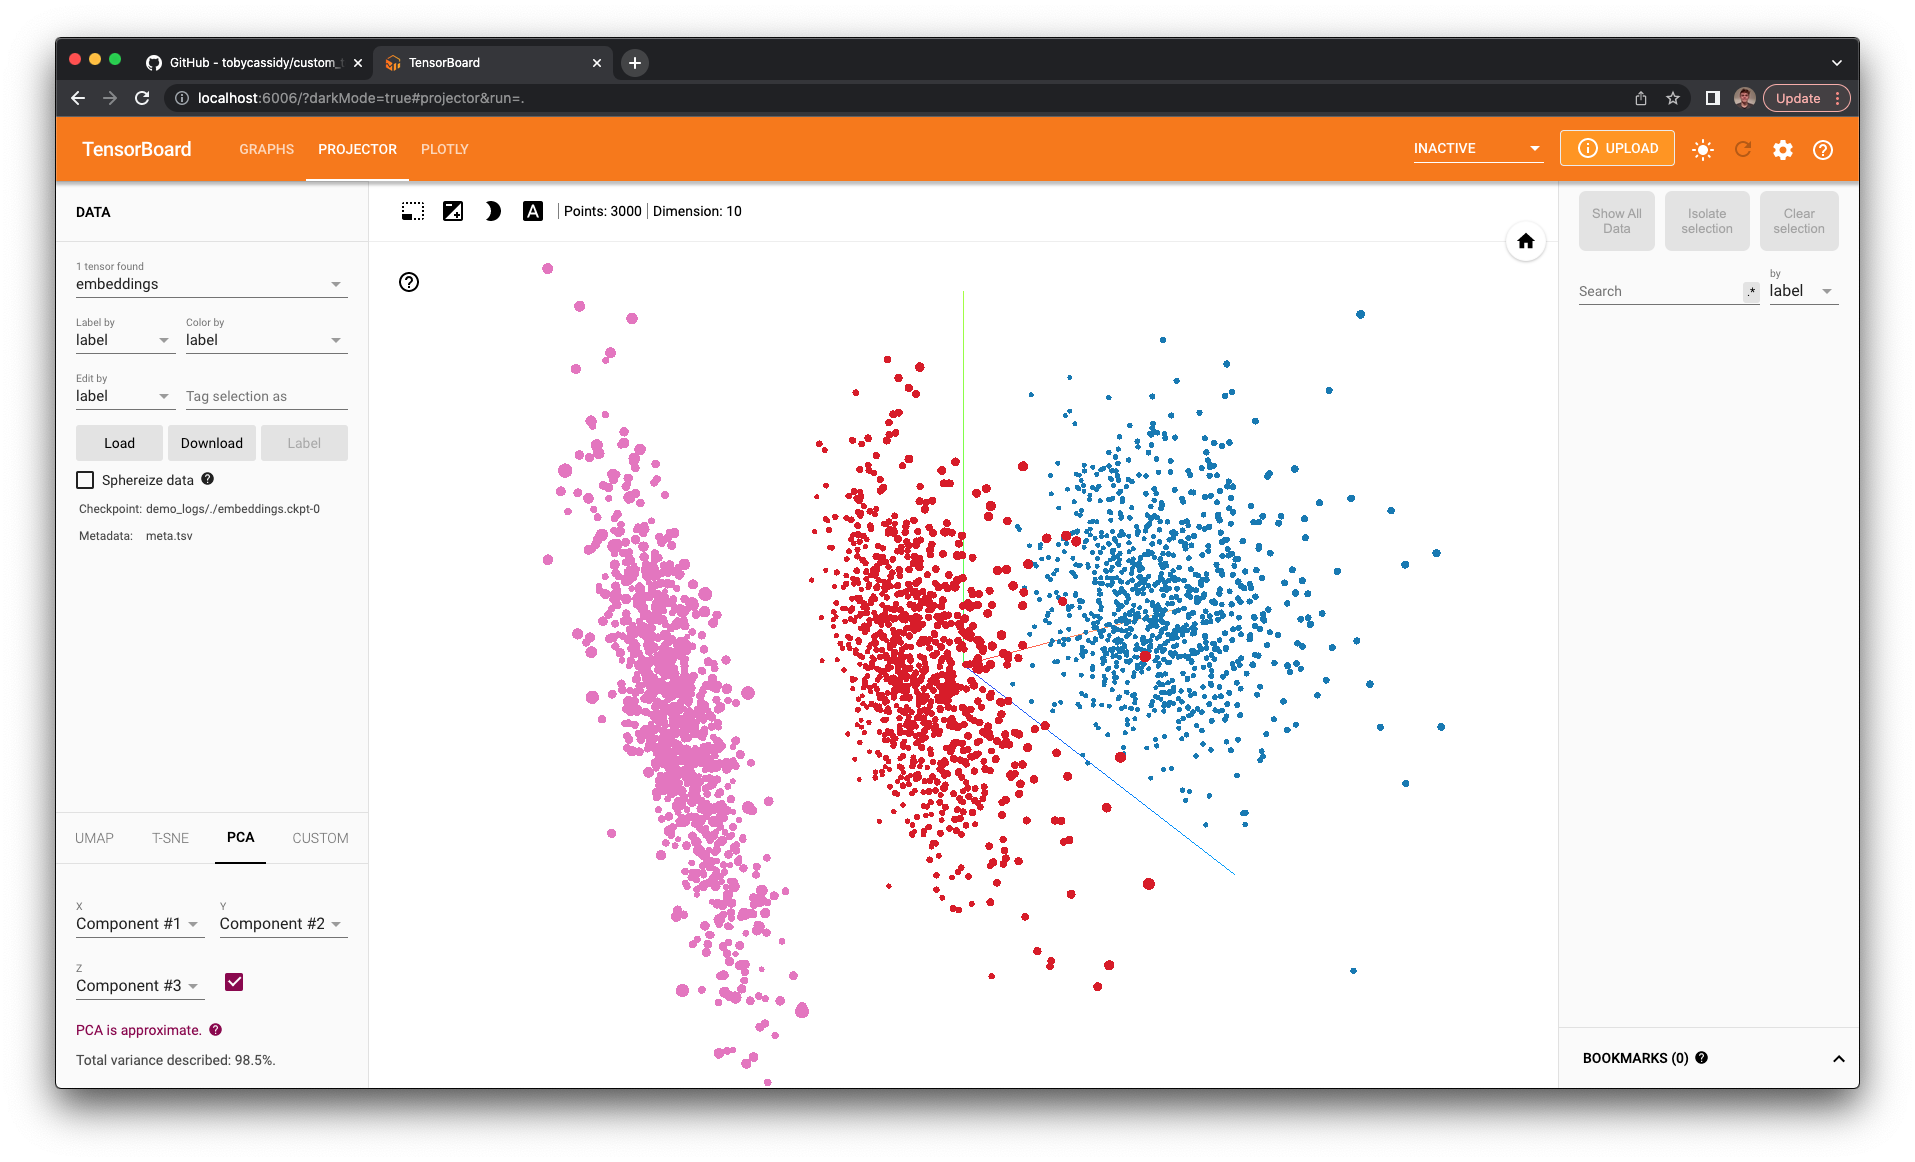 GitHub - tobycassidy/custom_t
TensorBoard
localhost:6006/?darkMode=true#projector&run=.
Update
TensorBoard
GRAPHS
PROJECTOR
PLOTLY
INACTIVE
UPLOAD
DATA
A
Points: 3000
Dimension: 10
Show All
Data
Isolate
selection
Clear
selection
1 tensor found
embeddings
Search
.*
by
label
Label by
label
Color by
label
Edit by
label
Tag selection as
Load
Download
Label
Sphereize data
Checkpoint: demo_logs/./embeddings.ckpt-0
Metadata: meta.tsv
UMAP
T-SNE
PCA
CUSTOM
X
Component #1
Y
Component #2
Z
Component #3
PCA is approximate.
Total variance described: 98.5%.
BOOKMARKS (0)